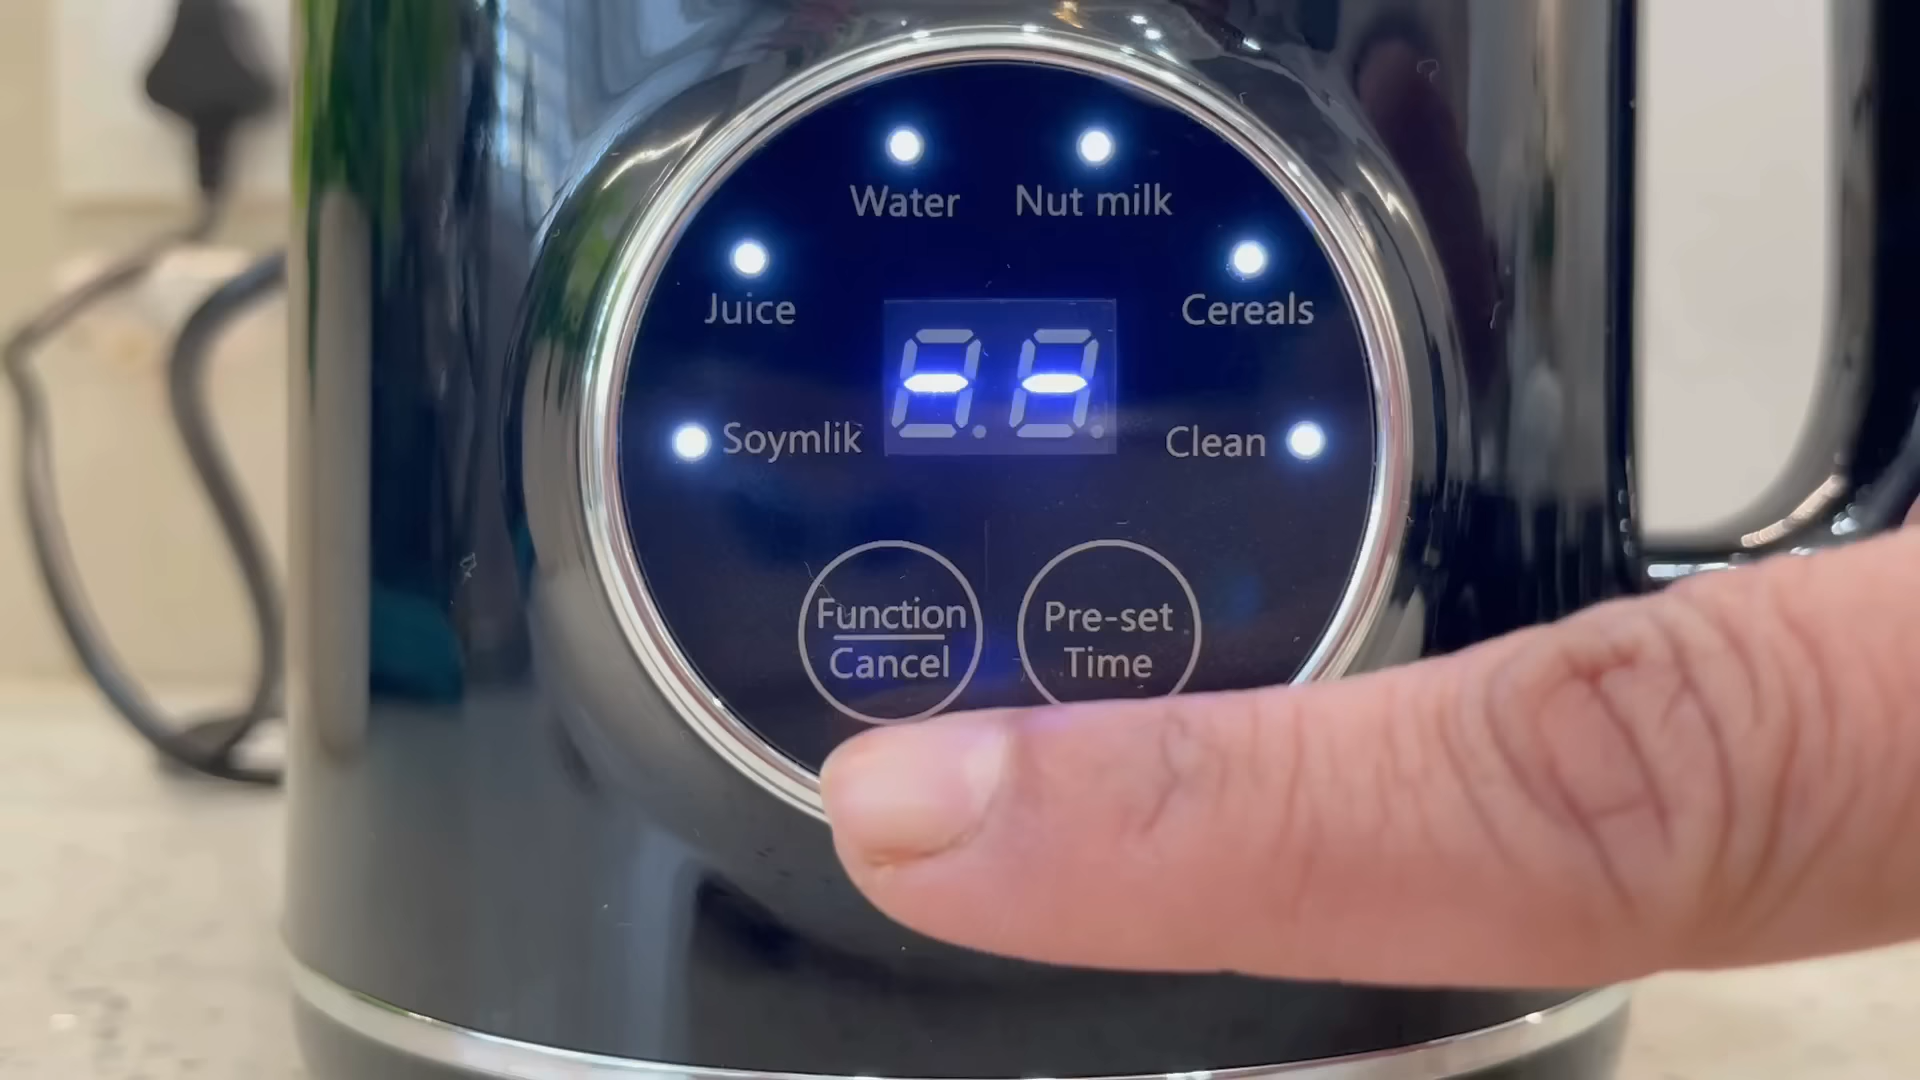 Water
Nut milk
Juice
Cereals
--
Soymlik
Clean
Function
Cancel
Pre-set
Time